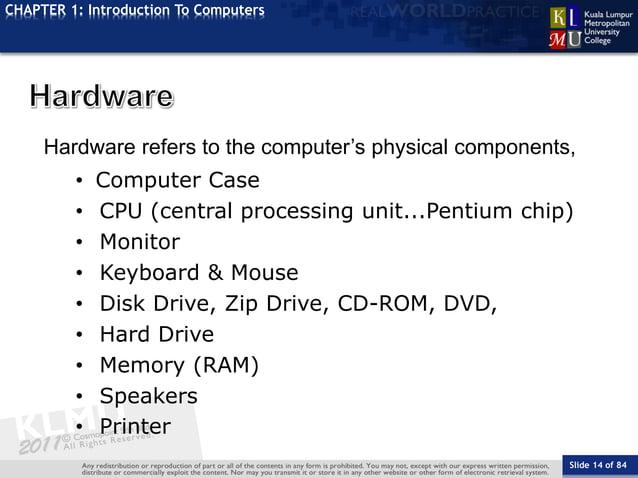 CHAPTER 1: Introduction To Computers
REALWORLDPRACTICE
KL
MU
Kuala Lumpur
Metropolitan
University
College
Hardware
Hardware refers to the computer’s physical components,
• Computer Case
• CPU (central processing unit...Pentium chip)
• Monitor
• Keyboard & Mouse
• Disk Drive, Zip Drive, CD-ROM, DVD,
• Hard Drive
• Memory (RAM)
• Speakers
• Printer
KLMU
2011 © Cosmop
All Rights Reserved.
Any redistribution or reproduction of part or all of the contents in any form is prohibited. You may not, except with our express written permission,
distribute or commercially exploit the content. Nor may you transmit it or store it in any other website or other form of electronic retrieval system.
Slide 14 of 84